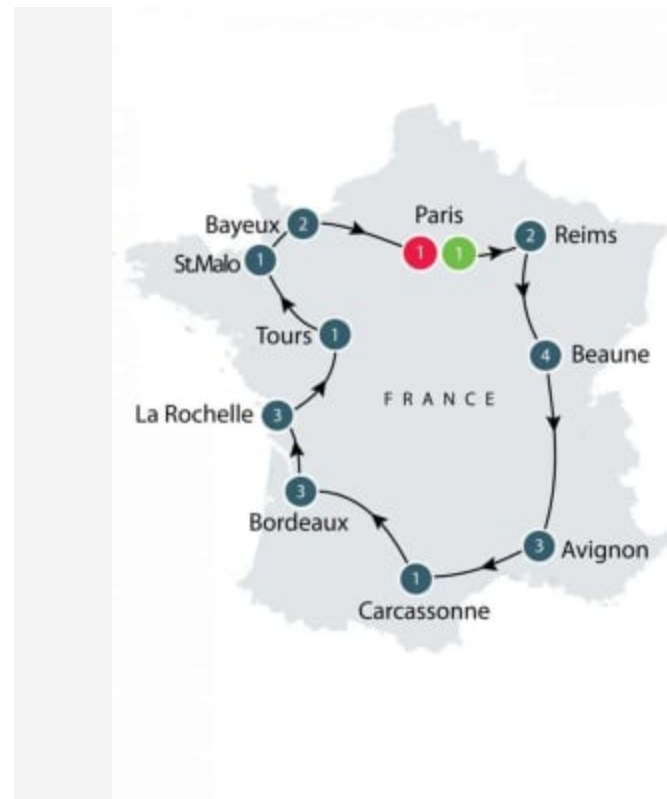 Paris
Bayeux 2
1 1
2 Reims
St.Malo 1
Tours 1
4 Beaune
FRANCE
La Rochelle 3
3
Bordeaux
3 Avignon
1
Carcassonne